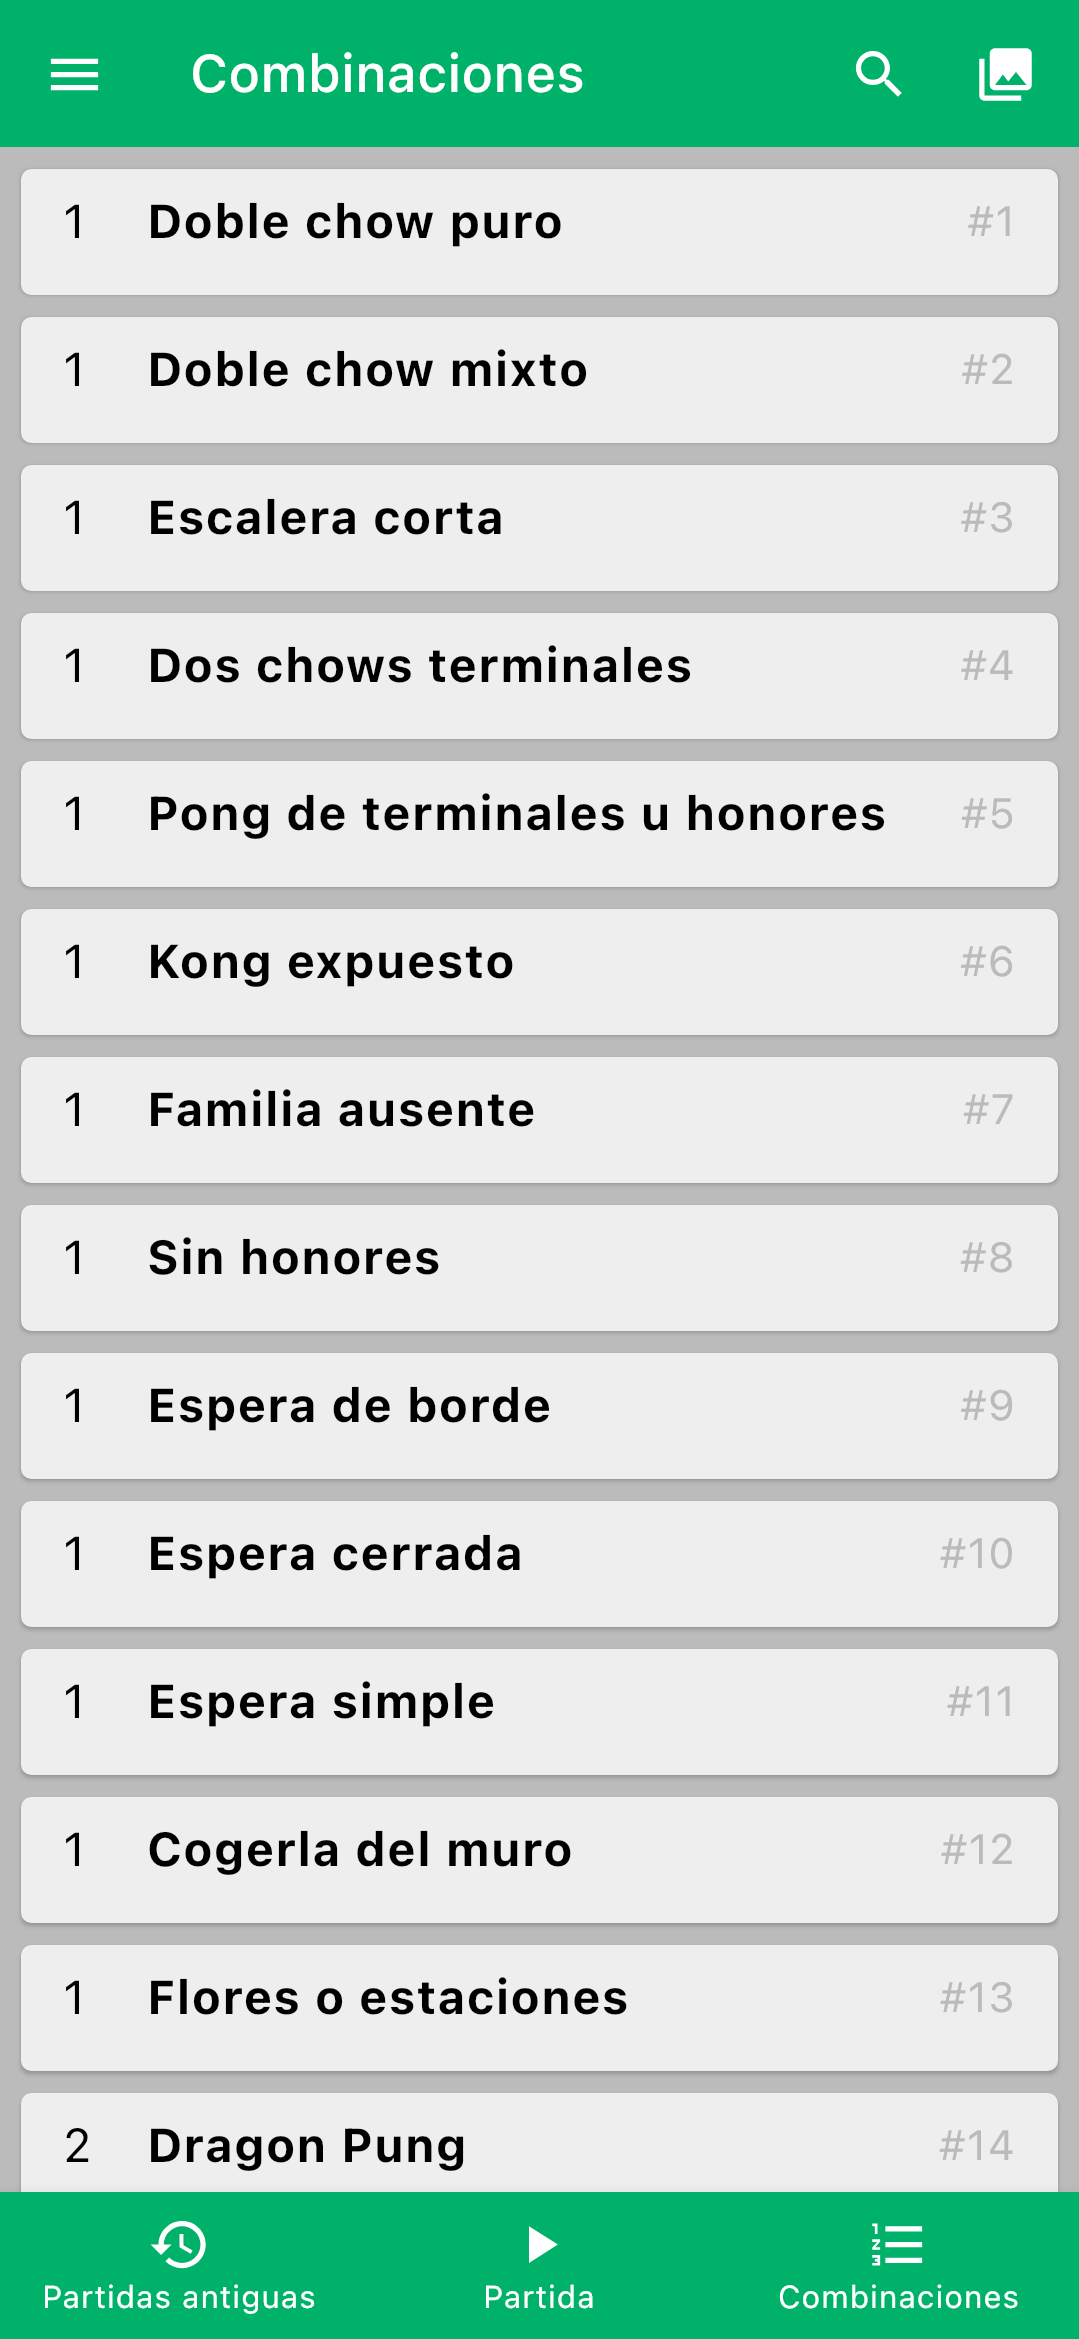 Combinaciones
1 Doble chow puro #1
1 Doble chow mixto #2
1 Escalera corta #3
1 Dos chows terminales #4
1 Pong de terminales u honores #5
1 Kong expuesto #6
1 Familia ausente #7
1 Sin honores #8
1 Espera de borde #9
1 Espera cerrada #10
1 Espera simple #11
1 Cogerla del muro #12
1 Flores o estaciones #13
2 Dragon Pung #14
Partidas antiguas Partida Combinaciones